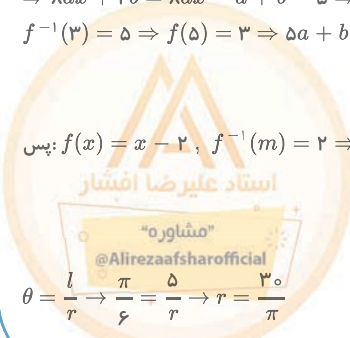 f⁻¹(۳) = ۵ ⇒ f(۵) = ۳ ⇒ ۵a + b
پس: f(x) = x − ۲ , f⁻¹(m) = ۲ ⇒
استاد علیرضا افشار
"مشاوره"
@Alirezaafsharofficial
θ = l/r → π/۶ = ۵/r → r = ۳۰/π